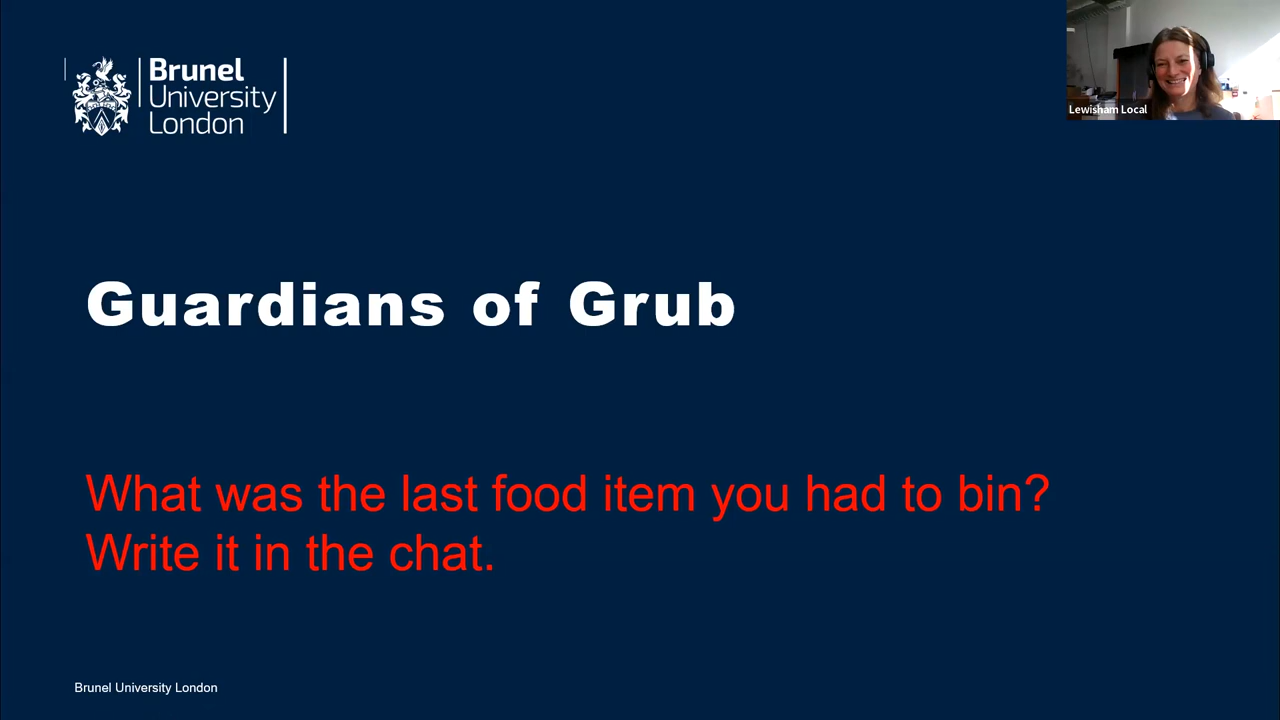 Brunel
University
London
Lewisham Local
Guardians of Grub
What was the last food item you had to bin?
Write it in the chat.
Brunel University London